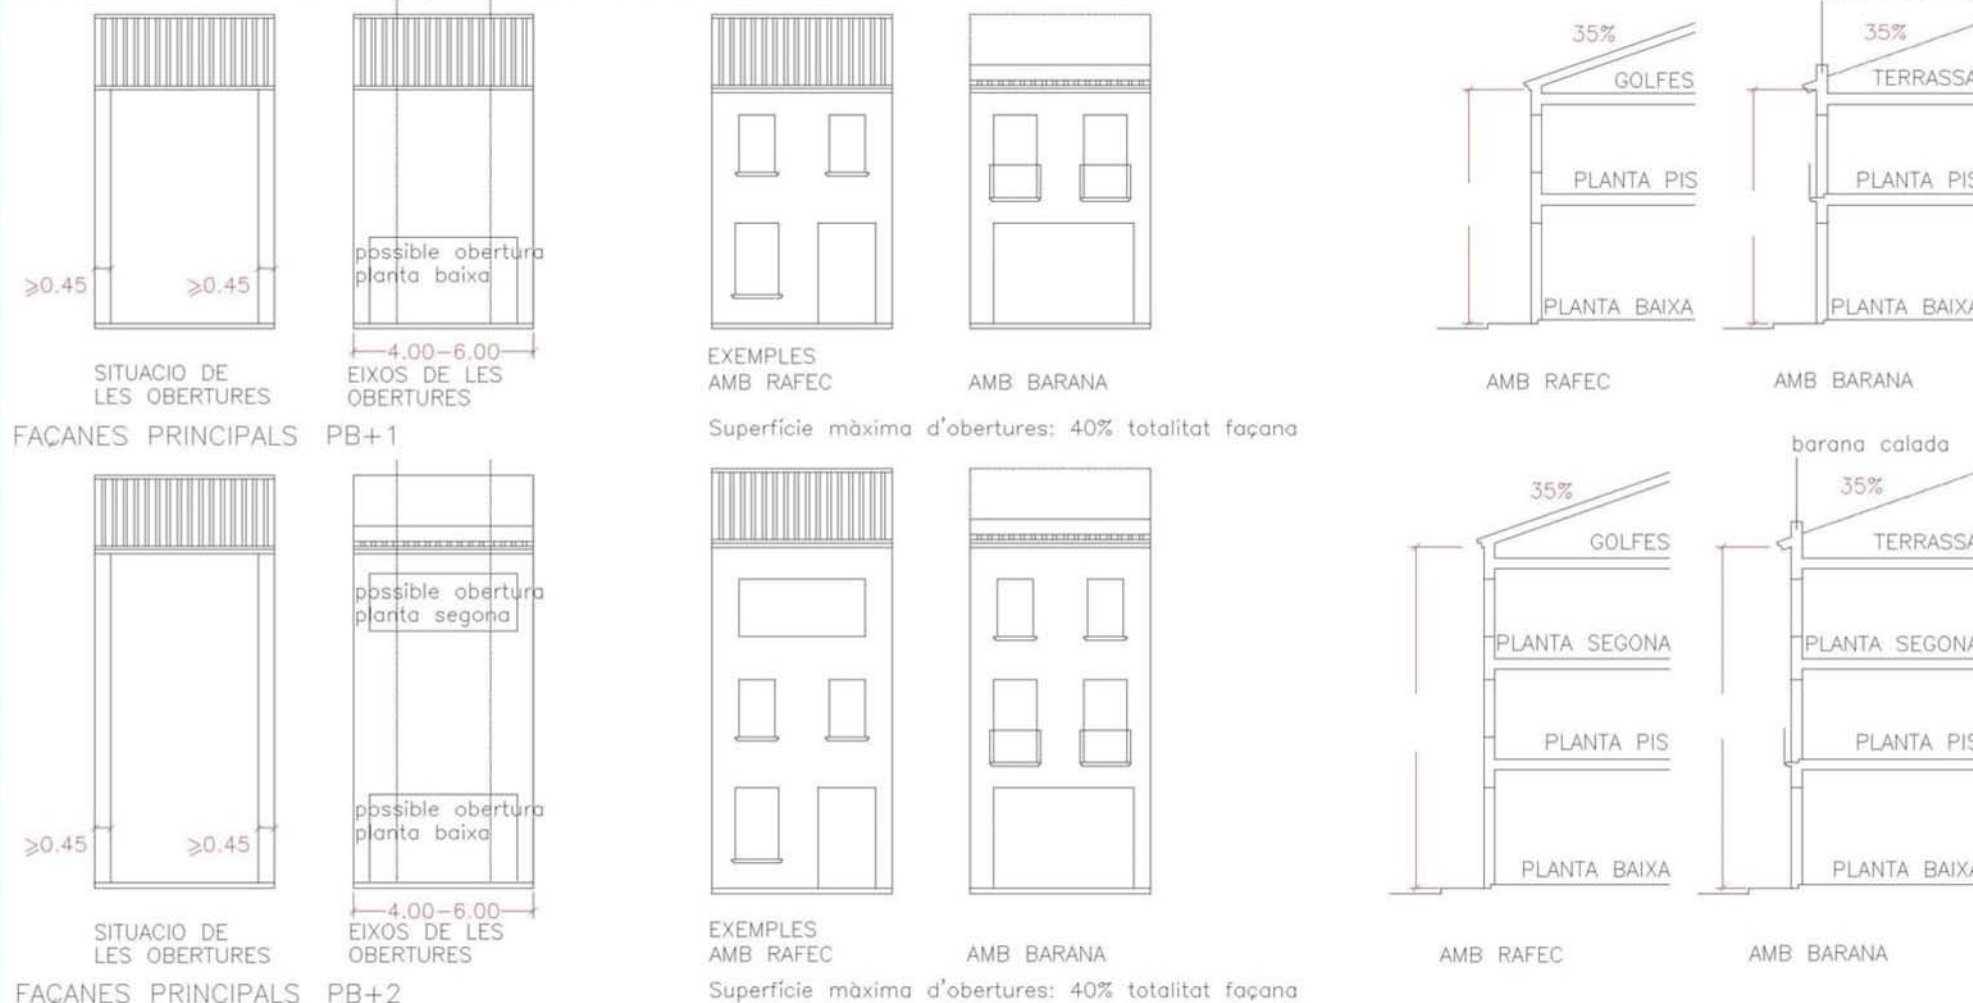 35%
35%
GOLFES
TERRASSA
PLANTA PIS
PLANTA PIS
possible obertura
planta baixa
≥0.45
≥0.45
PLANTA BAIXA
PLANTA BAIXA
4.00-6.00
SITUACIO DE
LES OBERTURES
EIXOS DE LES
OBERTURES
EXEMPLES
AMB RAFEC
AMB BARANA
AMB RAFEC
AMB BARANA
FAÇANES PRINCIPALS PB+1
Superfície màxima d'obertures: 40% totalitat façana
barana calada
35%
35%
GOLFES
TERRASSA
possible obertura
planta segona
PLANTA SEGONA
PLANTA SEGONA
PLANTA PIS
PLANTA PIS
possible obertura
planta baixa
≥0.45
≥0.45
PLANTA BAIXA
PLANTA BAIXA
4.00-6.00
SITUACIO DE
LES OBERTURES
EIXOS DE LES
OBERTURES
EXEMPLES
AMB RAFEC
AMB BARANA
AMB RAFEC
AMB BARANA
FAÇANES PRINCIPALS PB+2
Superfície màxima d'obertures: 40% totalitat façana